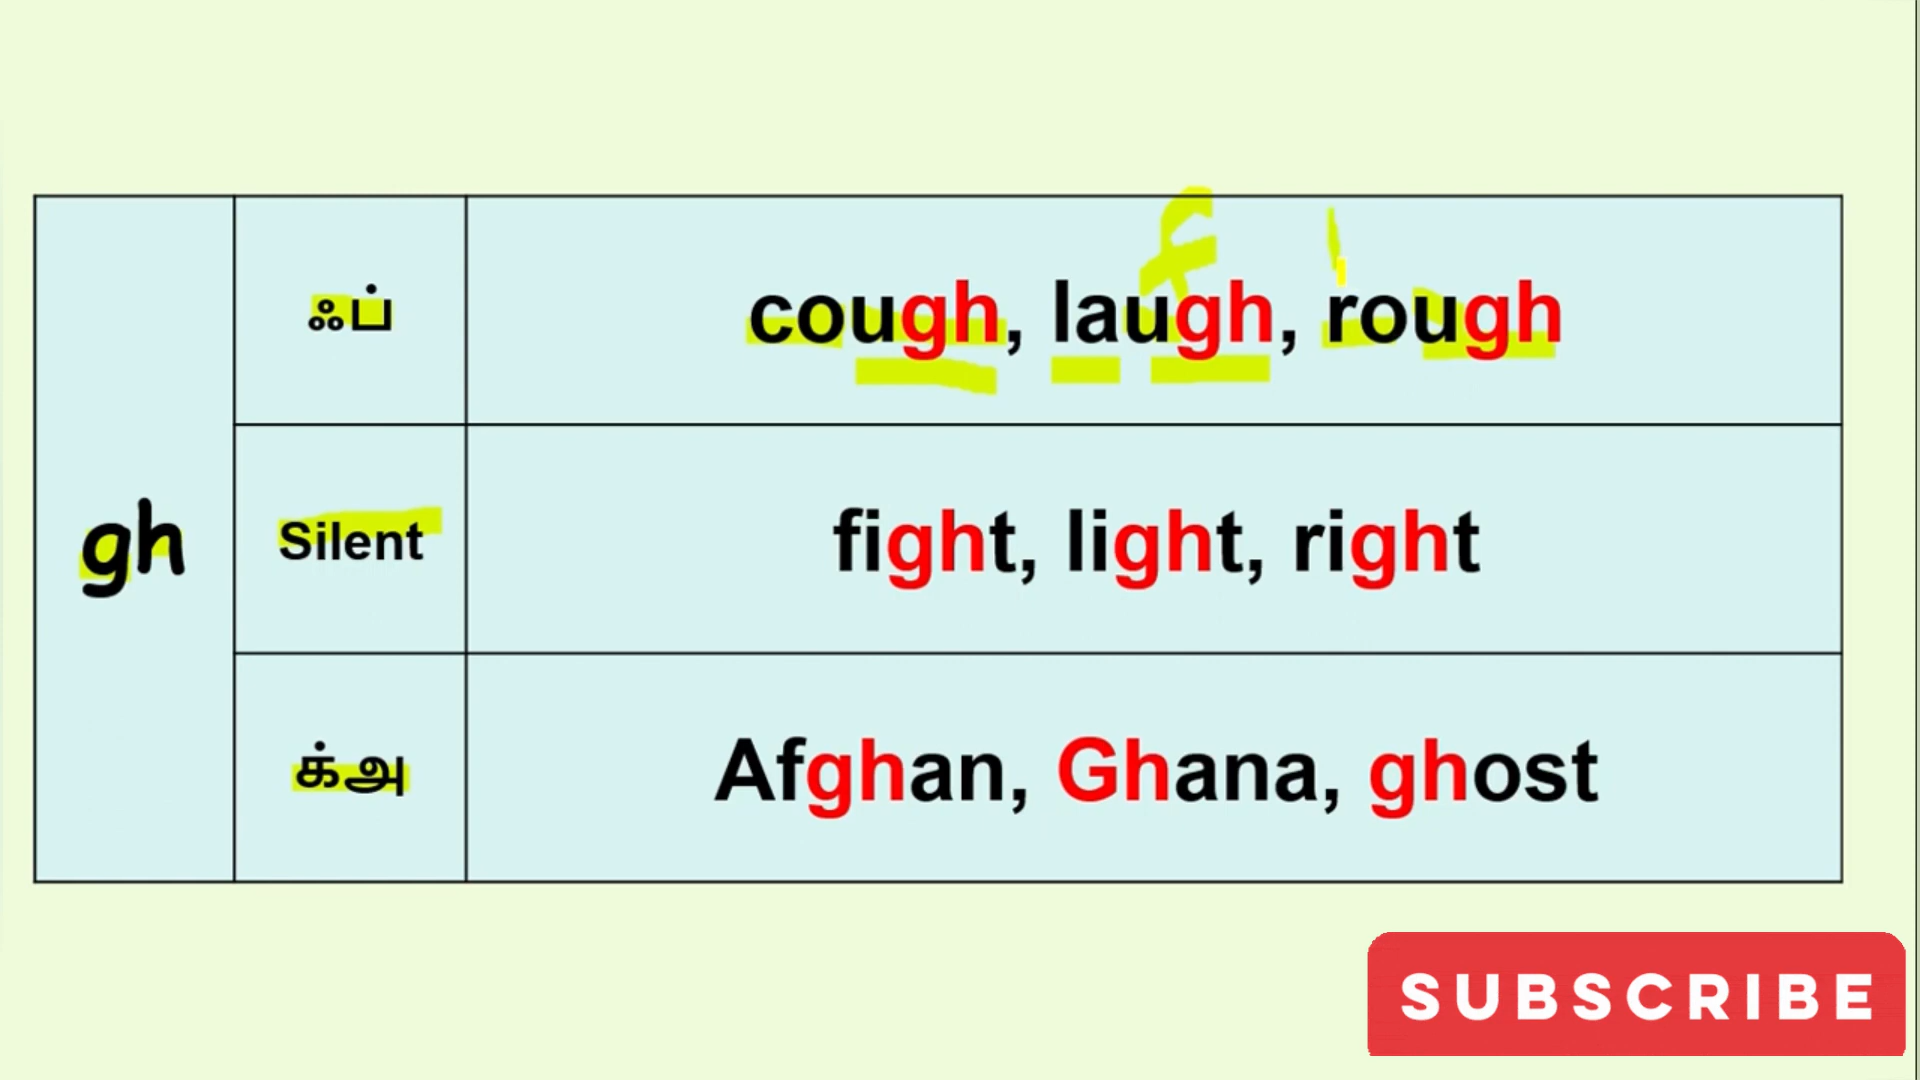 f
ஃப்
cough, laugh, rough
gh
Silent
fight, light, right
க்அ
Afghan, Ghana, ghost
SUBSCRIBE